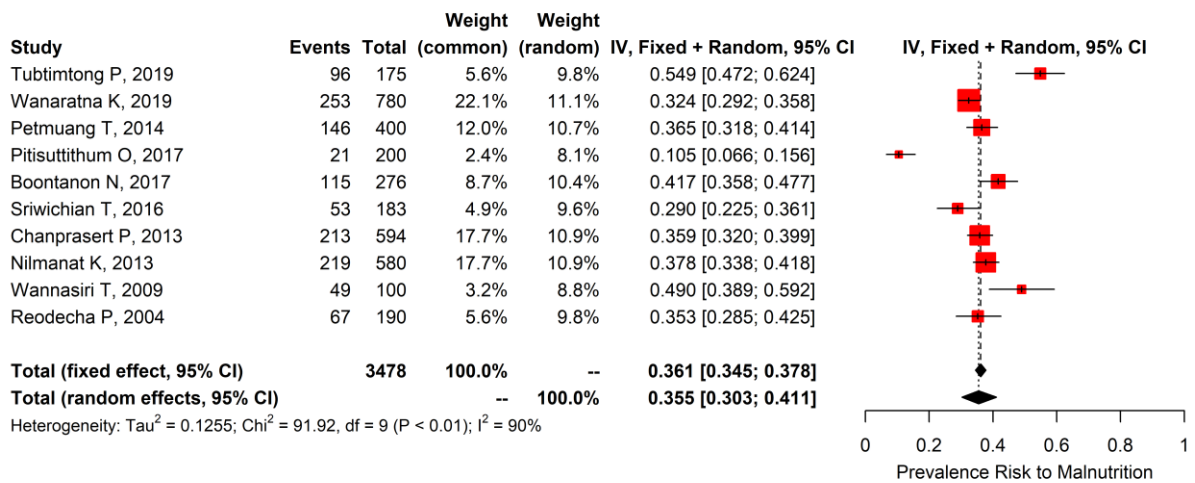 Weight Weight
Study Events Total (common) (random) IV, Fixed + Random, 95% CI IV, Fixed + Random, 95% CI
Tubtimtong P, 2019 96 175 5.6% 9.8% 0.549 [0.472; 0.624]
Wanaratna K, 2019 253 780 22.1% 11.1% 0.324 [0.292; 0.358]
Petmuang T, 2014 146 400 12.0% 10.7% 0.365 [0.318; 0.414]
Pitisuttithum O, 2017 21 200 2.4% 8.1% 0.105 [0.066; 0.156]
Boontanon N, 2017 115 276 8.7% 10.4% 0.417 [0.358; 0.477]
Sriwichian T, 2016 53 183 4.9% 9.6% 0.290 [0.225; 0.361]
Chanprasert P, 2013 213 594 17.7% 10.9% 0.359 [0.320; 0.399]
Nilmanat K, 2013 219 580 17.7% 10.9% 0.378 [0.338; 0.418]
Wannasiri T, 2009 49 100 3.2% 8.8% 0.490 [0.389; 0.592]
Reodecha P, 2004 67 190 5.6% 9.8% 0.353 [0.285; 0.425]
Total (fixed effect, 95% CI) 3478 100.0% -- 0.361 [0.345; 0.378]
Total (random effects, 95% CI) -- 100.0% 0.355 [0.303; 0.411]
Heterogeneity: Tau² = 0.1255; Chi² = 91.92, df = 9 (P < 0.01); I² = 90%
0 0.2 0.4 0.6 0.8 1
Prevalence Risk to Malnutrition